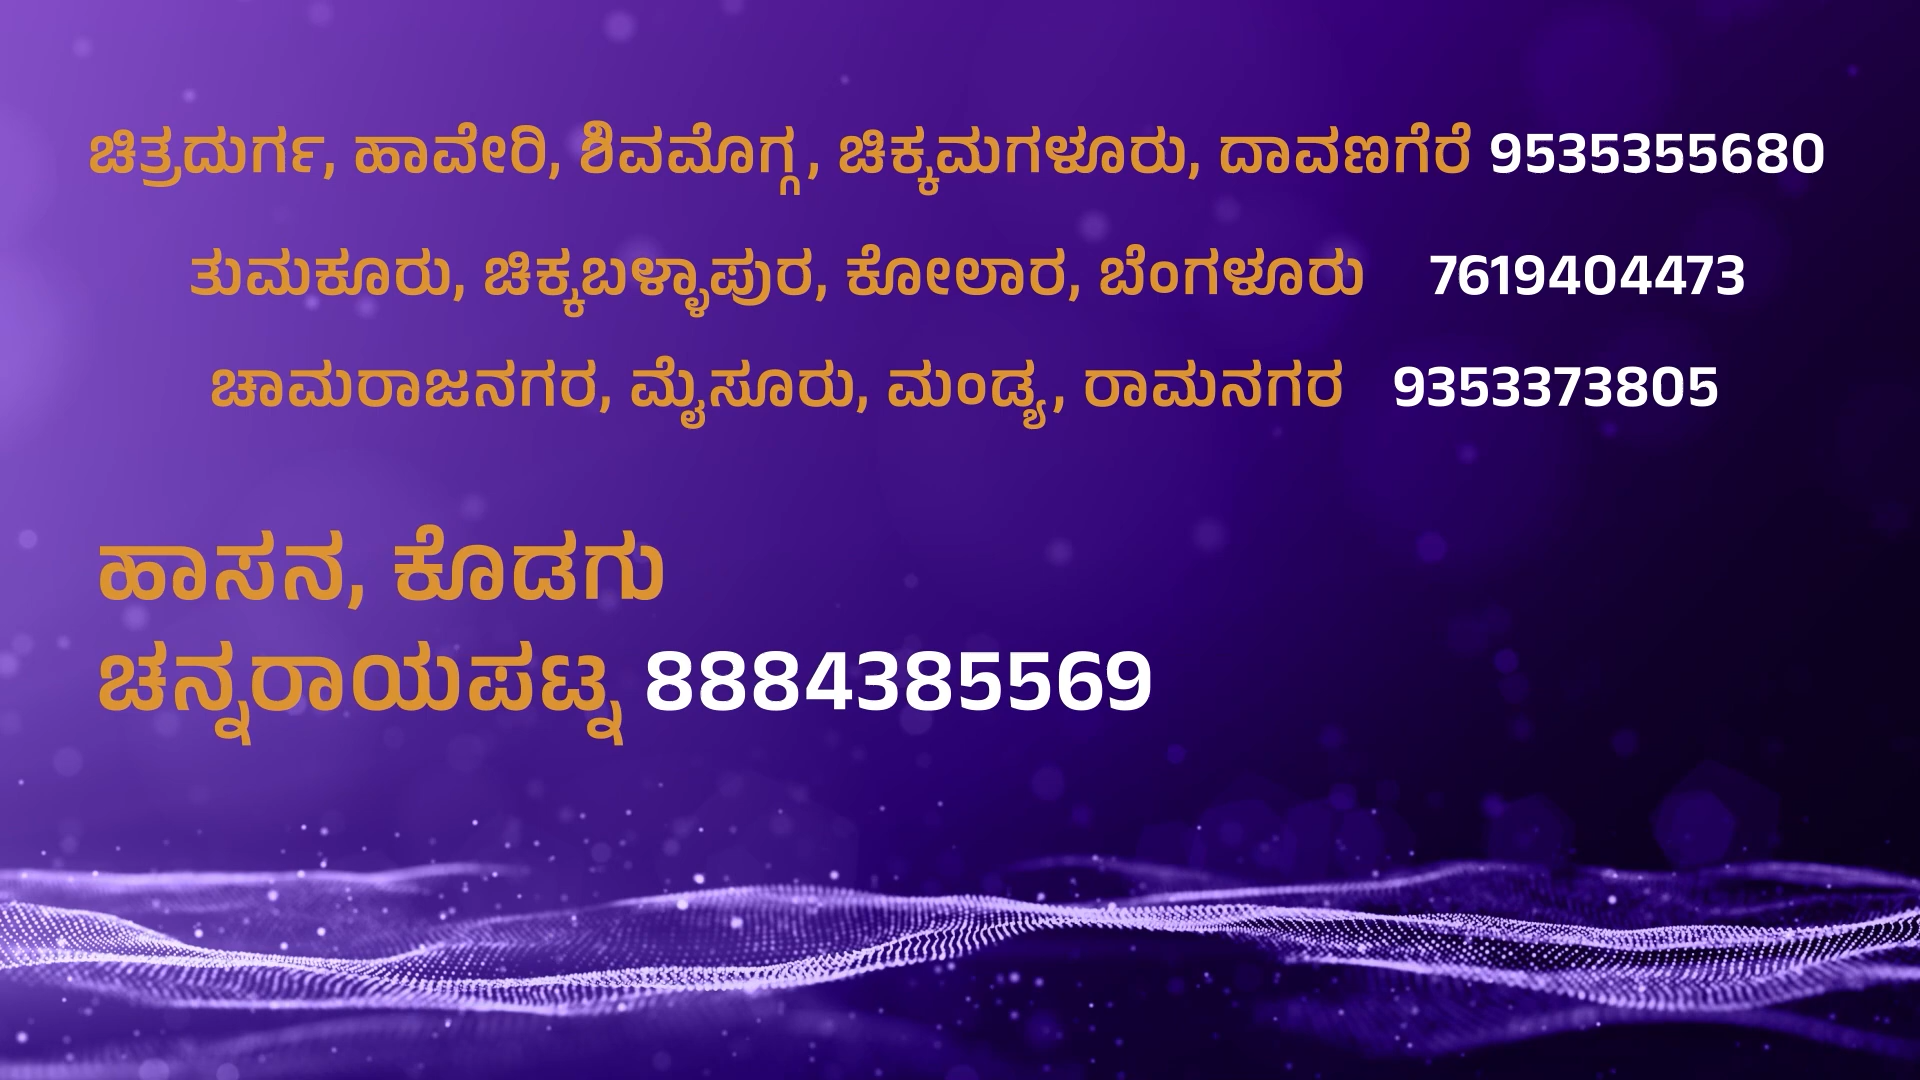 ಚಿತ್ರದುರ್ಗ, ಹಾವೇರಿ, ಶಿವಮೊಗ್ಗ, ಚಿಕ್ಕಮಗಳೂರು, ದಾವಣಗೆರೆ 9535355680
ತುಮಕೂರು, ಚಿಕ್ಕಬಳ್ಳಾಪುರ, ಕೋಲಾರ, ಬೆಂಗಳೂರು 7619404473
ಚಾಮರಾಜನಗರ, ಮೈಸೂರು, ಮಂಡ್ಯ, ರಾಮನಗರ 9353373805
ಹಾಸನ, ಕೊಡಗು
ಚನ್ನರಾಯಪಟ್ನ 8884385569